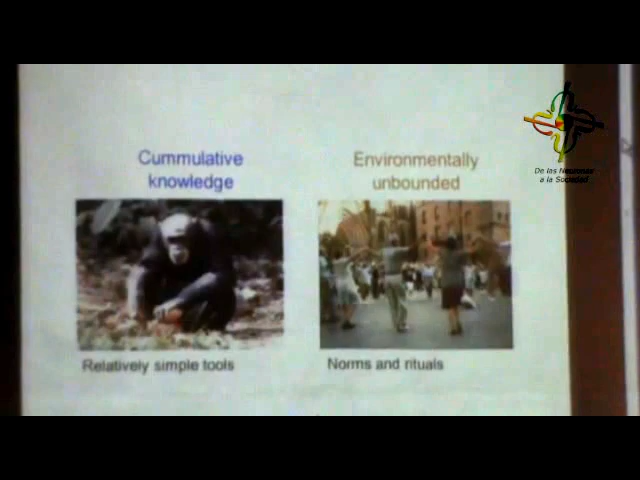 Cummulative
knowledge
Environmentally
unbounded
Relatively simple tools
Norms and rituals
De las Neuronas
a la Sociedad